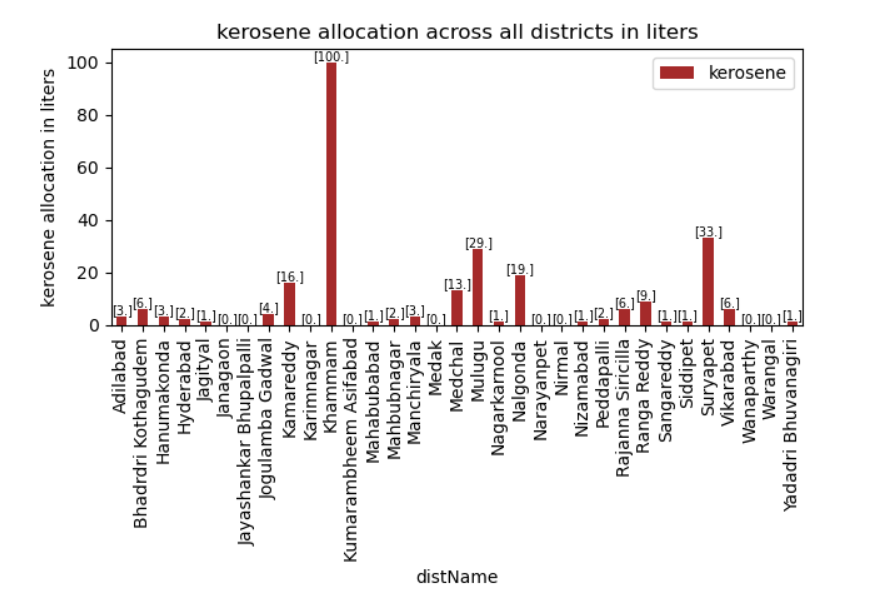 kerosene allocation across all districts in liters
kerosene allocation in liters
100
80
60
40
20
0
kerosene
[3.]
[6.]
[3.]
[2.]
[1.]
[0.]
[0.]
[4.]
[16.]
[0.]
[100.]
[0.]
[1.]
[2.]
[3.]
[0.]
[13.]
[29.]
[1.]
[19.]
[0.]
[0.]
[1.]
[2.]
[6.]
[9.]
[1.]
[1.]
[33.]
[6.]
[0.]
[0.]
[1.]
Adilabad
Bhadrdri Kothagudem
Hanumakonda
Hyderabad
Jagityal
Janagaon
Jayashankar Bhupalpalli
Jogulamba Gadwal
Kamareddy
Karimnagar
Khammam
Kumarambheem Asifabad
Mahabubabad
Mahbubnagar
Manchiryala
Medak
Medchal
Mulugu
Nagarkarnool
Nalgonda
Narayanpet
Nirmal
Nizamabad
Peddapalli
Rajanna Siricilla
Ranga Reddy
Sangareddy
Siddipet
Suryapet
Vikarabad
Wanaparthy
Warangal
Yadadri Bhuvanagiri
distName